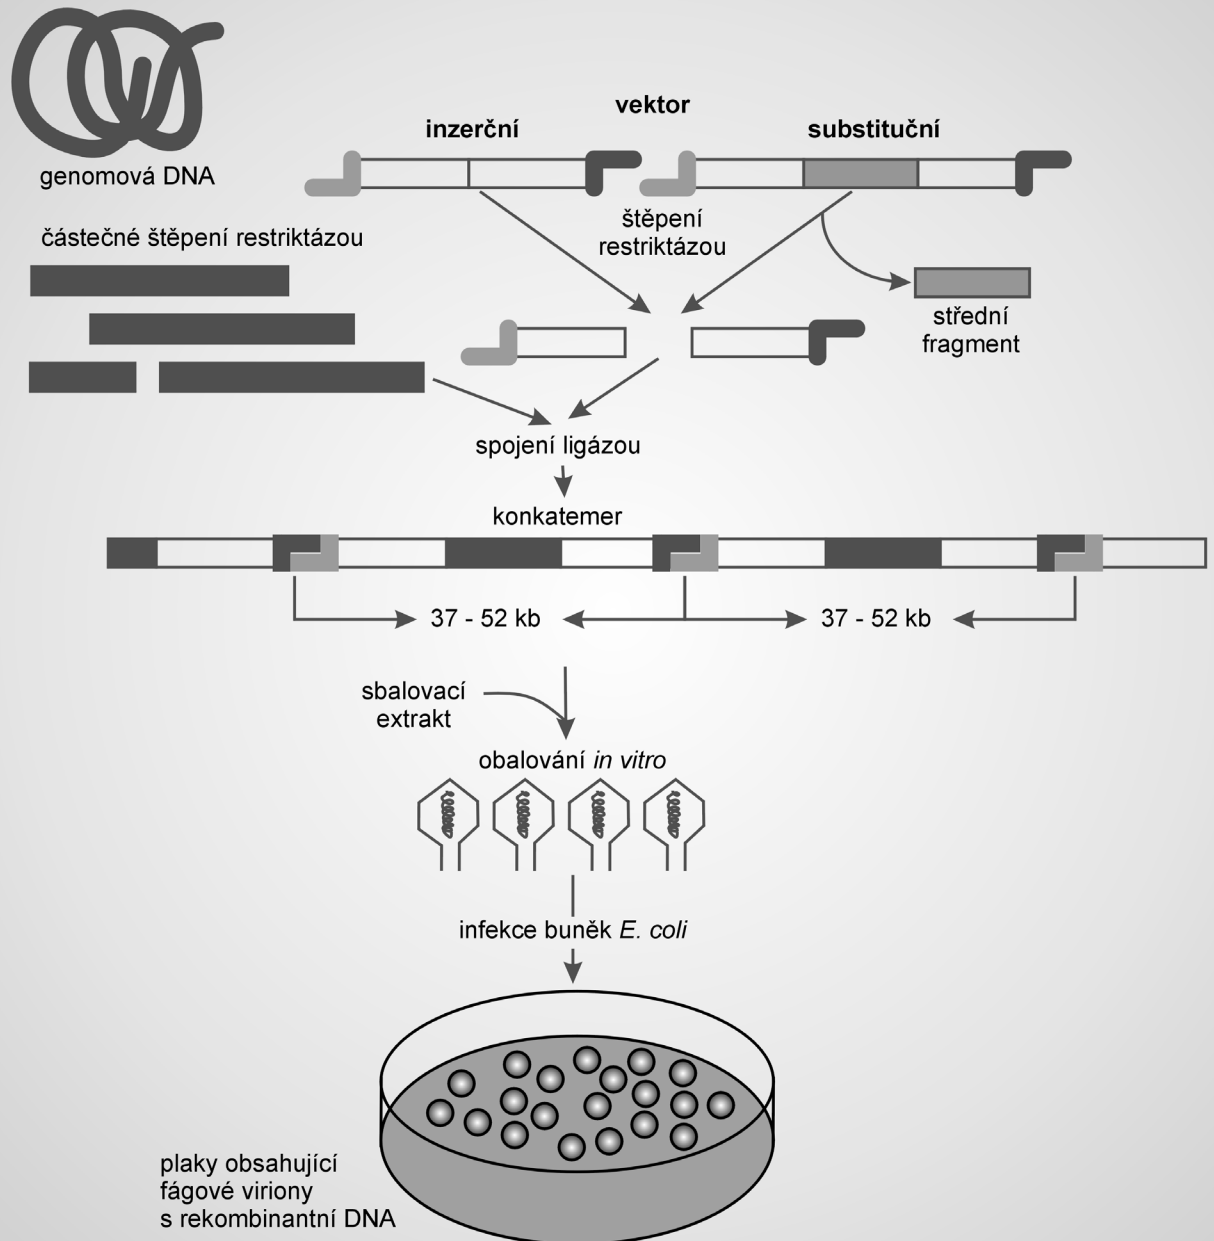 vektor
inzerční
substituční
genomová DNA
štěpení
restriktázou
částečné štěpení restriktázou
střední
fragment
spojení ligázou
konkatemer
37 - 52 kb
37 - 52 kb
sbalovací
extrakt
obalování in vitro
infekce buněk E. coli
plaky obsahující
fágové viriony
s rekombinantní DNA